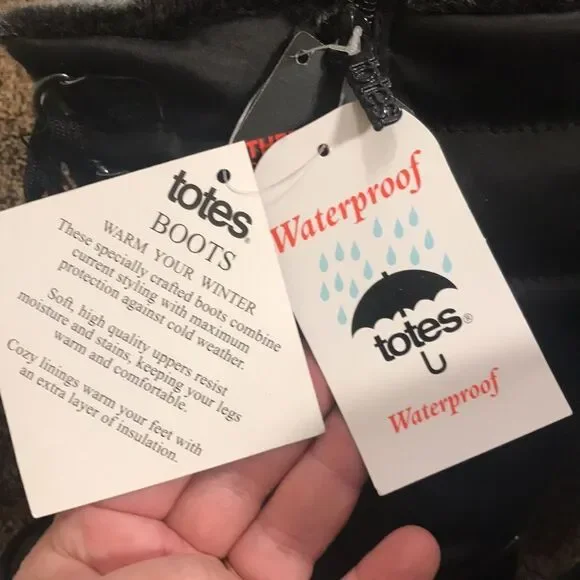 totes®
BOOTS
WARM YOUR WINTER
These specially crafted boots combine
current styling with maximum
protection against cold weather.
Soft, high quality uppers resist
moisture and stains, keeping your legs
warm and comfortable.
Cozy linings warm your feet with
an extra layer of insulation.
Waterproof
totes®
Waterproof
totes